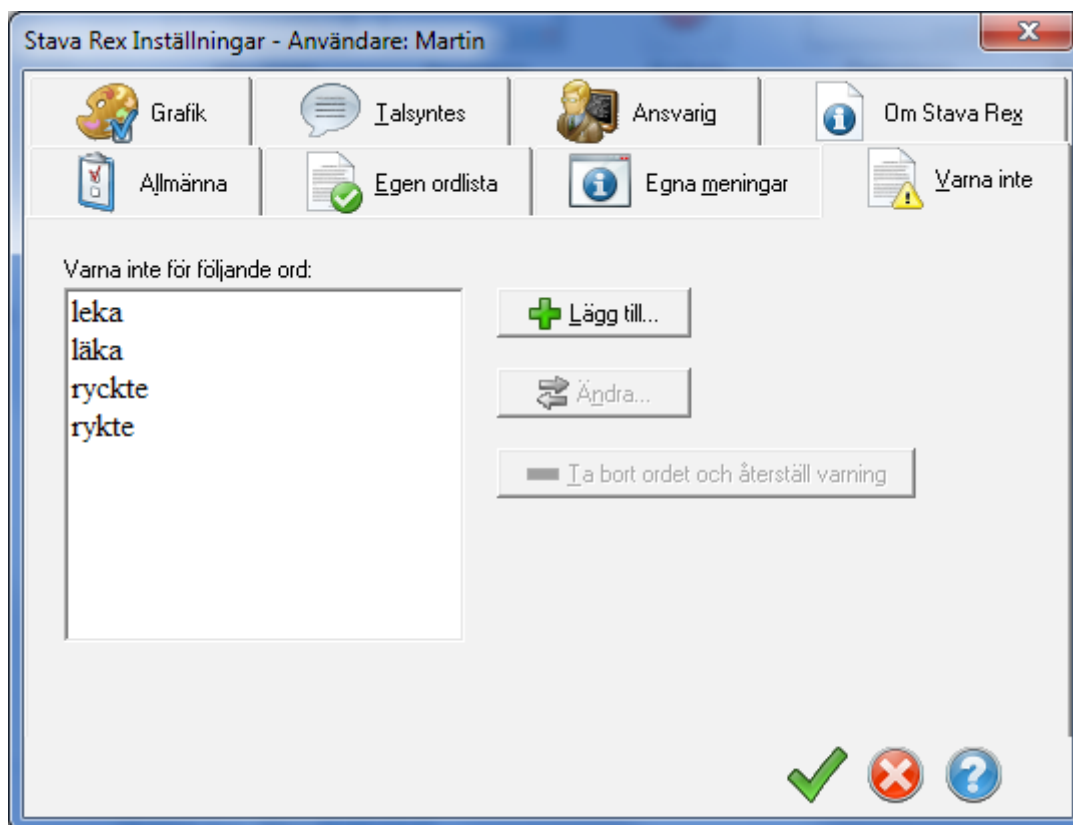 Stava Rex Inställningar - Användare: Martin
Grafik
Talsyntes
Ansvarig
Om Stava Rex
Allmänna
Egen ordlista
Egna meningar
Varna inte
Varna inte för följande ord:
leka
läka
ryckte
rykte
Lägg till...
Ändra...
Ta bort ordet och återställ varning